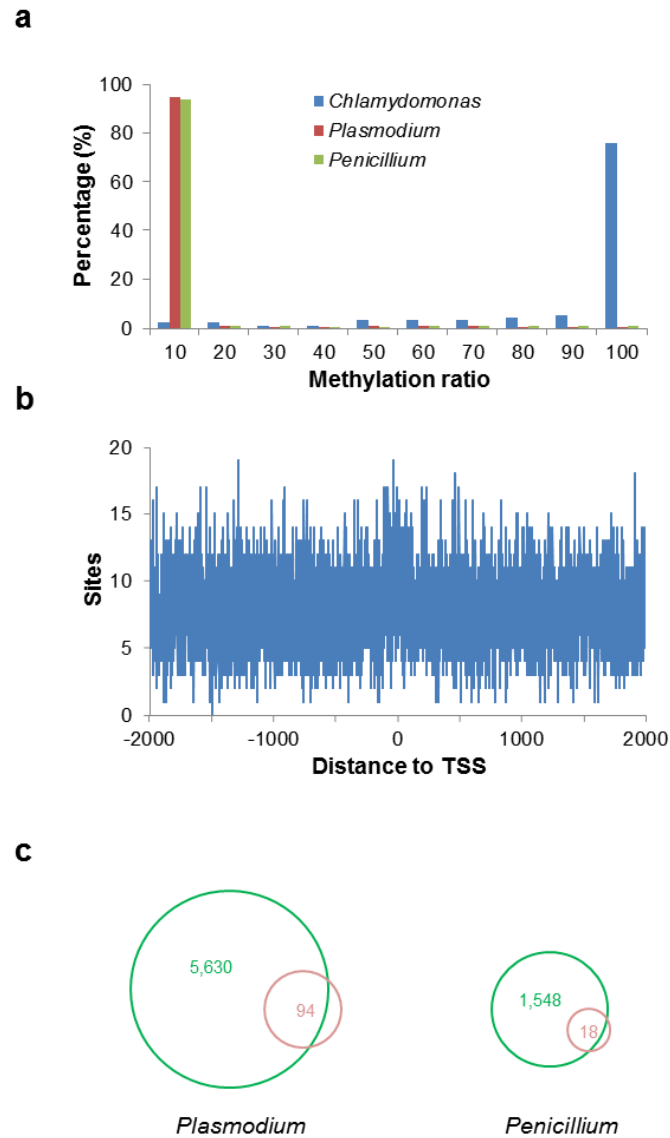 a
100
80
60
40
20
0
Percentage (%)
Chlamydomonas
Plasmodium
Penicillium
10 20 30 40 50 60 70 80 90 100
Methylation ratio
b
20
15
10
5
0
Sites
-2000 -1000 0 1000 2000
Distance to TSS
c
5,630
94
1,548
18
Plasmodium
Penicillium